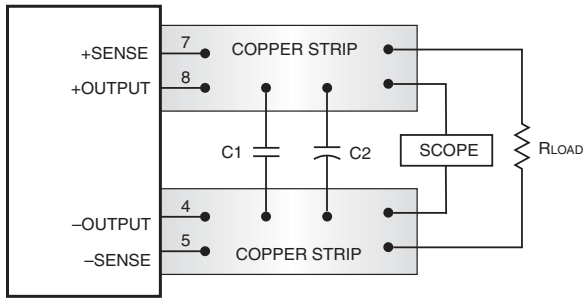 +SENSE 7 COPPER STRIP
+OUTPUT 8
C1 C2 SCOPE RLOAD
–OUTPUT 4
–SENSE 5 COPPER STRIP